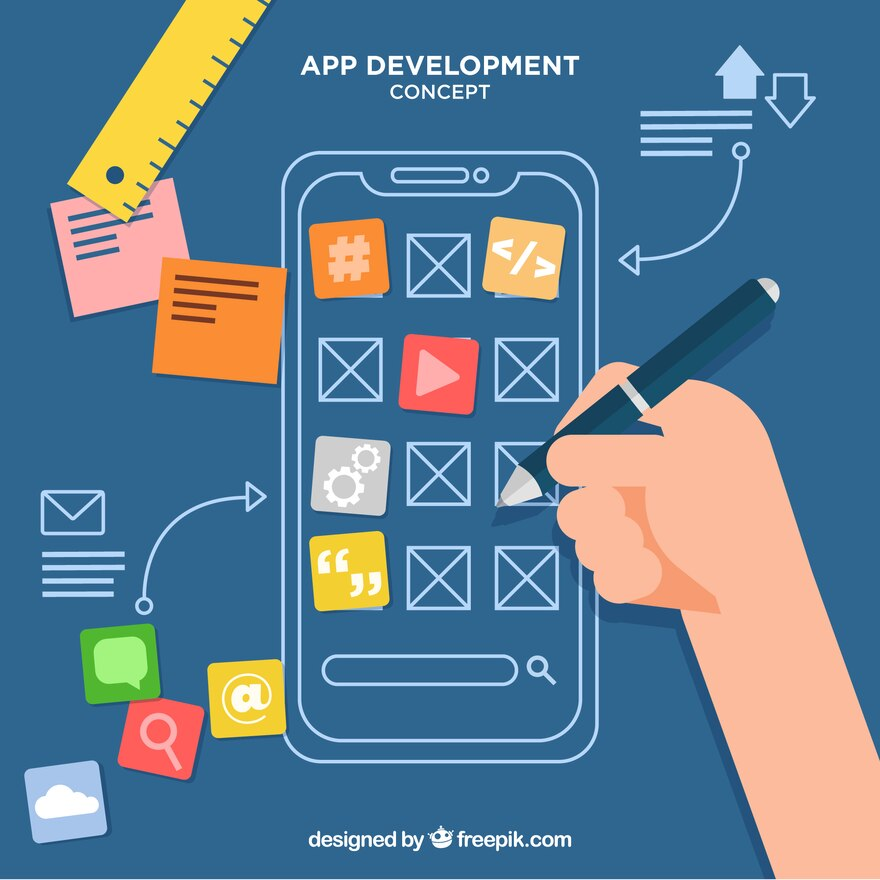 APP DEVELOPMENT
CONCEPT
#
</>
“ ”
@
designed by freepik.com